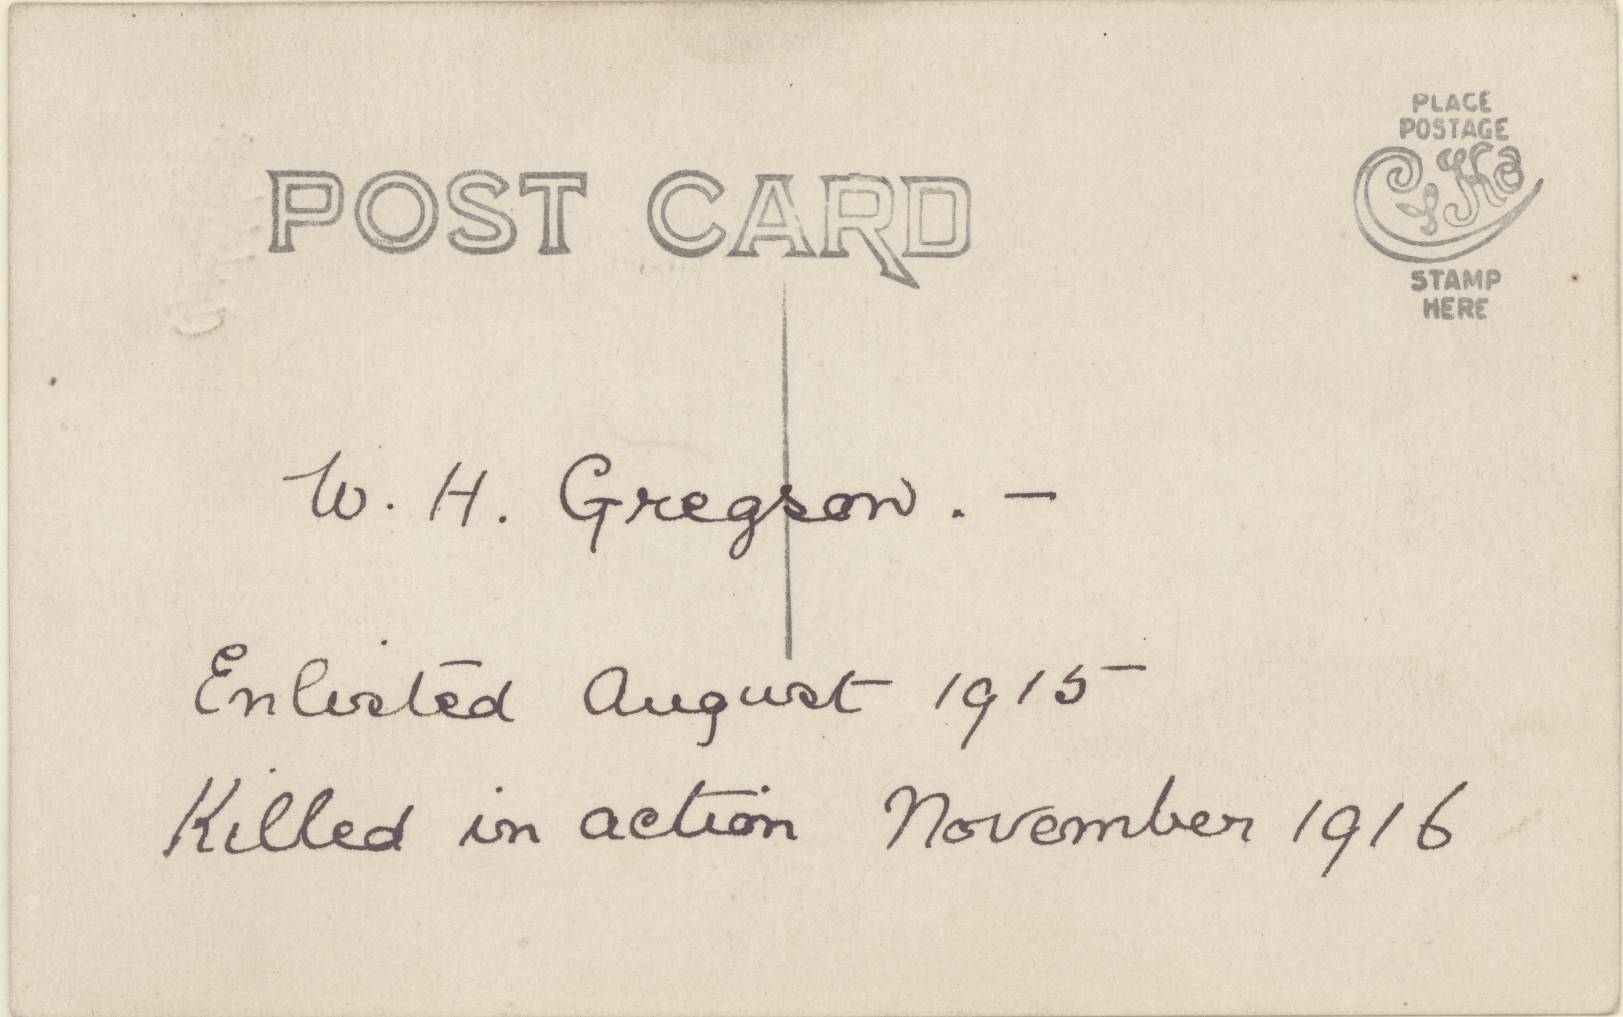 PLACE
POSTAGE
POST CARD
STAMP
HERE
W. H. Gregson. —
Enlisted August 1915
Killed in action November 1916